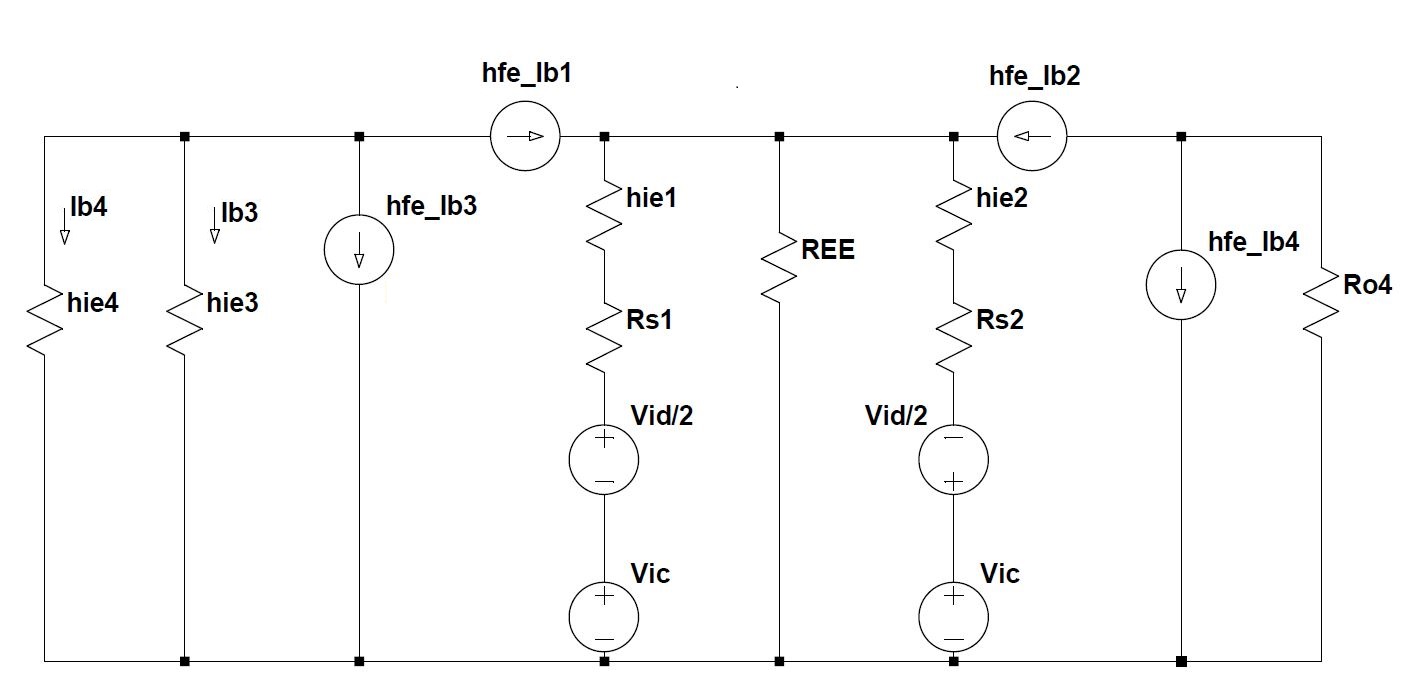 hfe_Ib1
hfe_Ib2
Ib4
Ib3
hfe_Ib3
hie1
hie2
REE
hfe_Ib4
hie4
hie3
Rs1
Rs2
Ro4
Vid/2
Vid/2
Vic
Vic